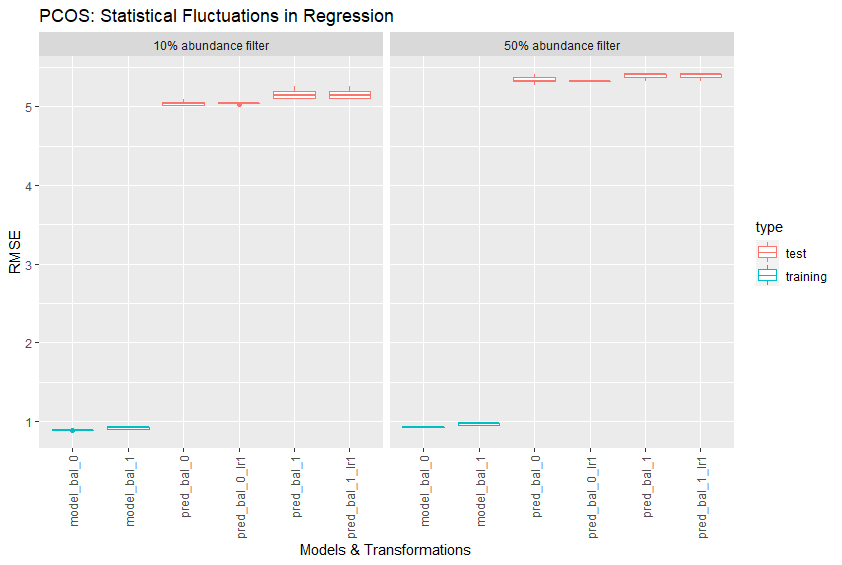 PCOS: Statistical Fluctuations in Regression
10% abundance filter
50% abundance filter
RMSE
5
4
3
2
1
model_bal_0
model_bal_1
pred_bal_0
pred_bal_0_lr1
pred_bal_1
pred_bal_1_lr1
model_bal_0
model_bal_1
pred_bal_0
pred_bal_0_lr1
pred_bal_1
pred_bal_1_lr1
Models & Transformations
type
test
training